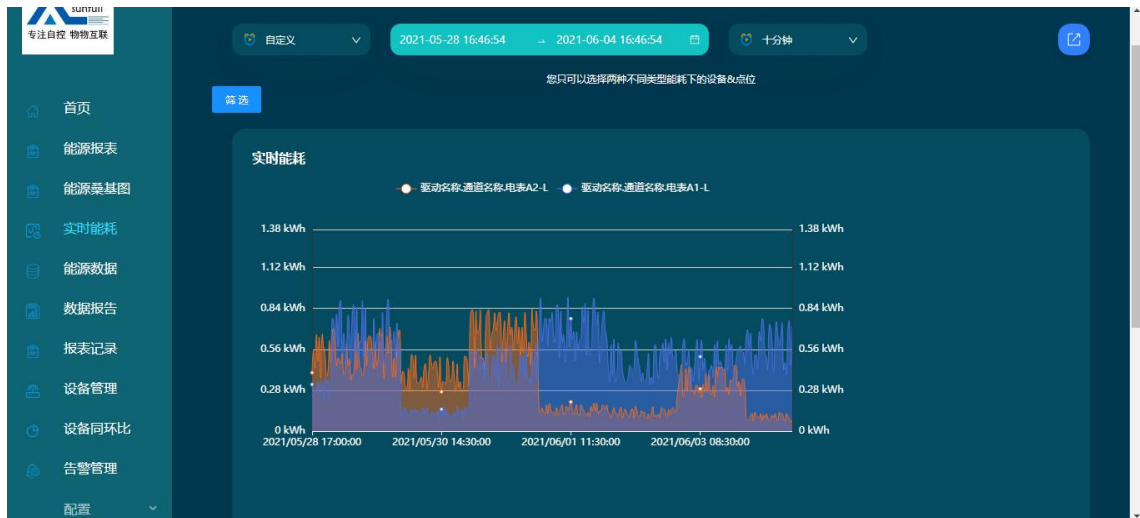 sunfull
专注自控 物物互联
首页
能源报表
能源桑基图
实时能耗
能源数据
数据报告
报表记录
设备管理
设备同环比
告警管理
配置
自定义
2021-05-28 16:46:54 → 2021-06-04 16:46:54
十分钟
您只可以选择两种不同类型能耗下的设备&点位
筛选
实时能耗
驱动名称.通道名称.电表A2-L 驱动名称.通道名称.电表A1-L
1.38 kWh 1.38 kWh
1.12 kWh 1.12 kWh
0.84 kWh 0.84 kWh
0.56 kWh 0.56 kWh
0.28 kWh 0.28 kWh
0 kWh 0 kWh
2021/05/28 17:00:00 2021/05/30 14:30:00 2021/06/01 11:30:00 2021/06/03 08:30:00